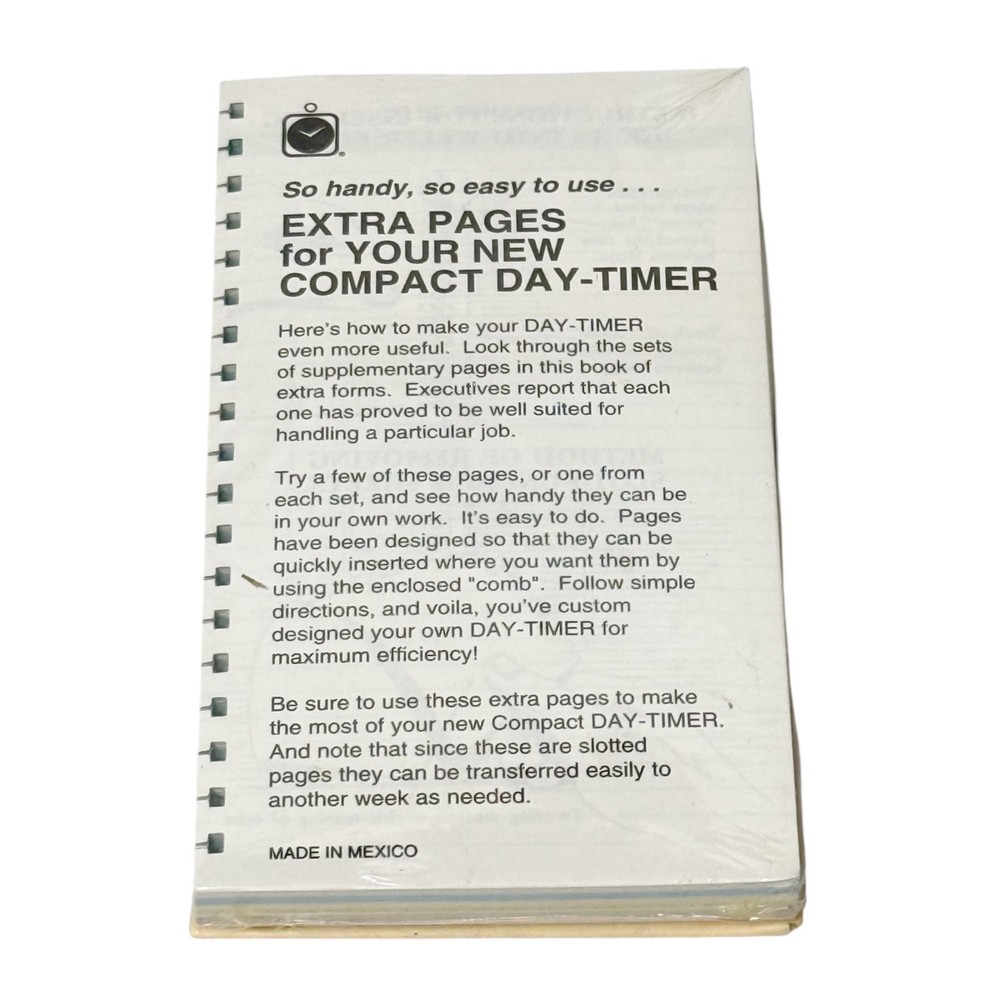 So handy, so easy to use . . .
EXTRA PAGES
for YOUR NEW
COMPACT DAY-TIMER
Here's how to make your DAY-TIMER
even more useful. Look through the sets
of supplementary pages in this book of
extra forms. Executives report that each
one has proved to be well suited for
handling a particular job.
Try a few of these pages, or one from
each set, and see how handy they can be
in your own work. It's easy to do. Pages
have been designed so that they can be
quickly inserted where you want them by
using the enclosed "comb". Follow simple
directions, and voila, you've custom
designed your own DAY-TIMER for
maximum efficiency!
Be sure to use these extra pages to make
the most of your new Compact DAY-TIMER.
And note that since these are slotted
pages they can be transferred easily to
another week as needed.
MADE IN MEXICO